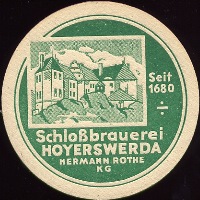 Seit
1680
Schloßbrauerei
HOYERSWERDA
HERMANN ROTHE
KG